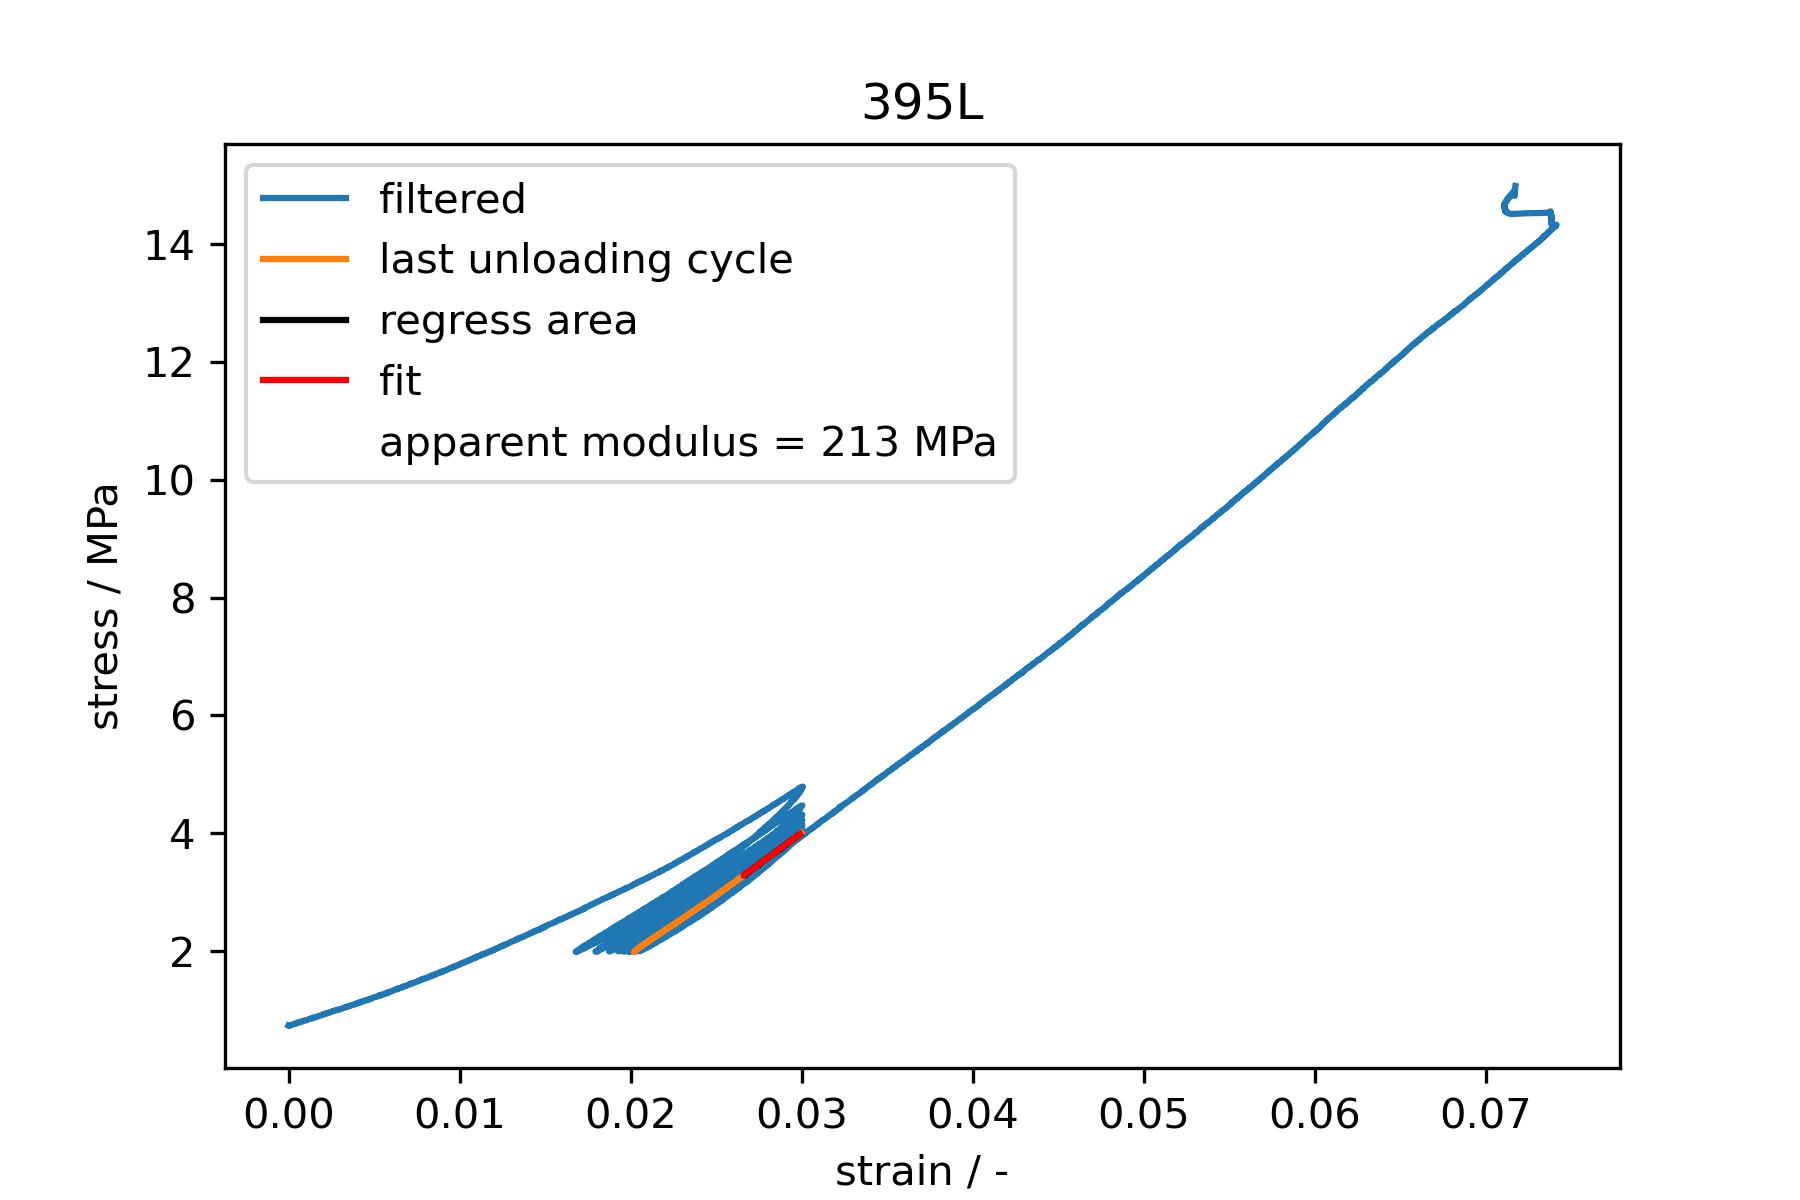 395L
filtered
last unloading cycle
regress area
fit
apparent modulus = 213 MPa
stress / MPa
14
12
10
8
6
4
2
0.00 0.01 0.02 0.03 0.04 0.05 0.06 0.07
strain / -